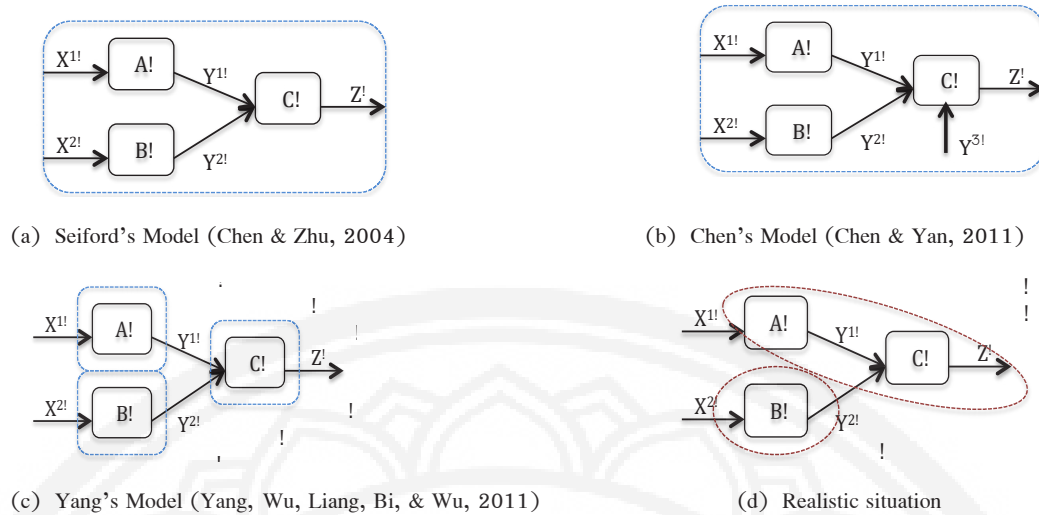 X1! A! Y1!
C! Z!
X2! B! Y2!
(a) Seiford's Model (Chen & Zhu, 2004)
X1! A! Y1!
C! Z!
X2! B! Y2! Y3!
(b) Chen's Model (Chen & Yan, 2011)
X1! A! Y1!
C! Z!
X2! B! Y2!
!
!
!
(c) Yang's Model (Yang, Wu, Liang, Bi, & Wu, 2011)
X1! A! Y1!
C! Z!
X2! B! Y2!
!
!
!
(d) Realistic situation